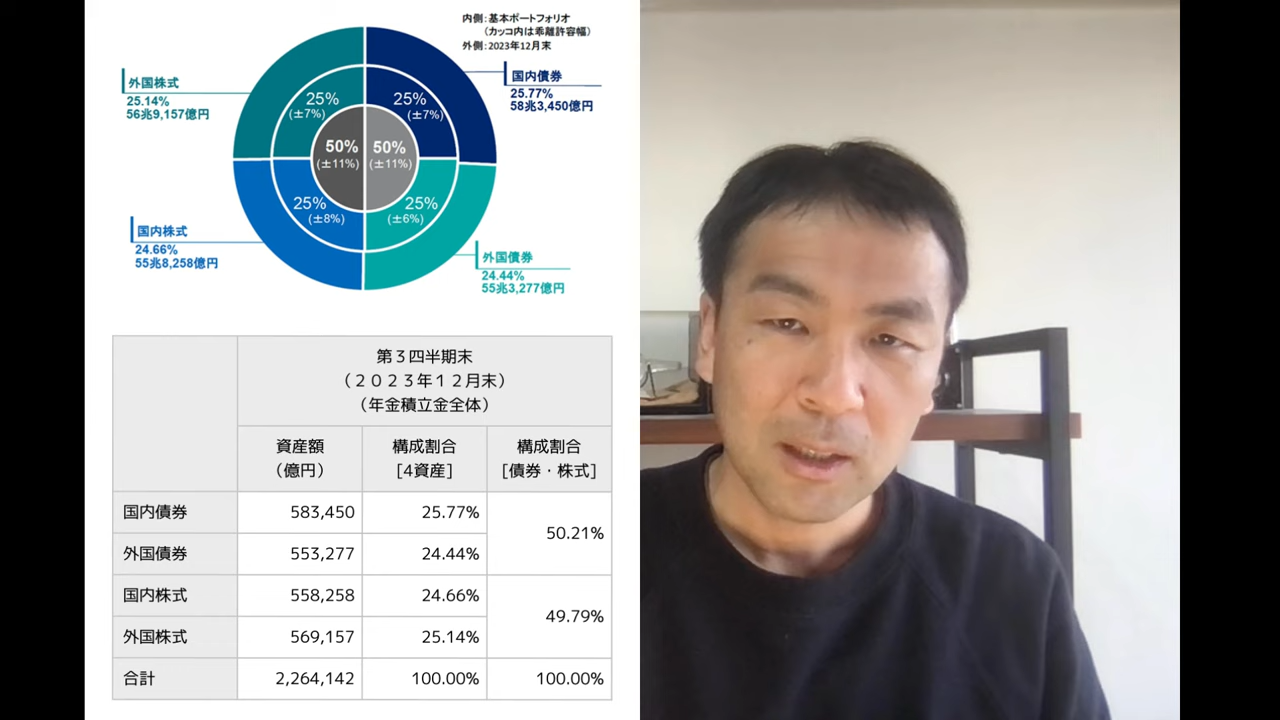 内側：基本ポートフォリオ
（カッコ内は乖離許容幅）
外側：2023年12月末
外国株式
25.14%
56兆9,157億円
国内債券
25.77%
58兆3,450億円
25%
(±7%)
25%
(±7%)
50%
(±11%)
50%
(±11%)
25%
(±8%)
25%
(±6%)
国内株式
24.66%
55兆8,258億円
外国債券
24.44%
55兆3,277億円
第３四半期末
（２０２３年１２月末）
（年金積立金全体）
資産額
（億円）
構成割合
[4資産]
構成割合
[債券・株式]
国内債券 583,450 25.77%
50.21%
外国債券 553,277 24.44%
国内株式 558,258 24.66%
49.79%
外国株式 569,157 25.14%
合計 2,264,142 100.00% 100.00%